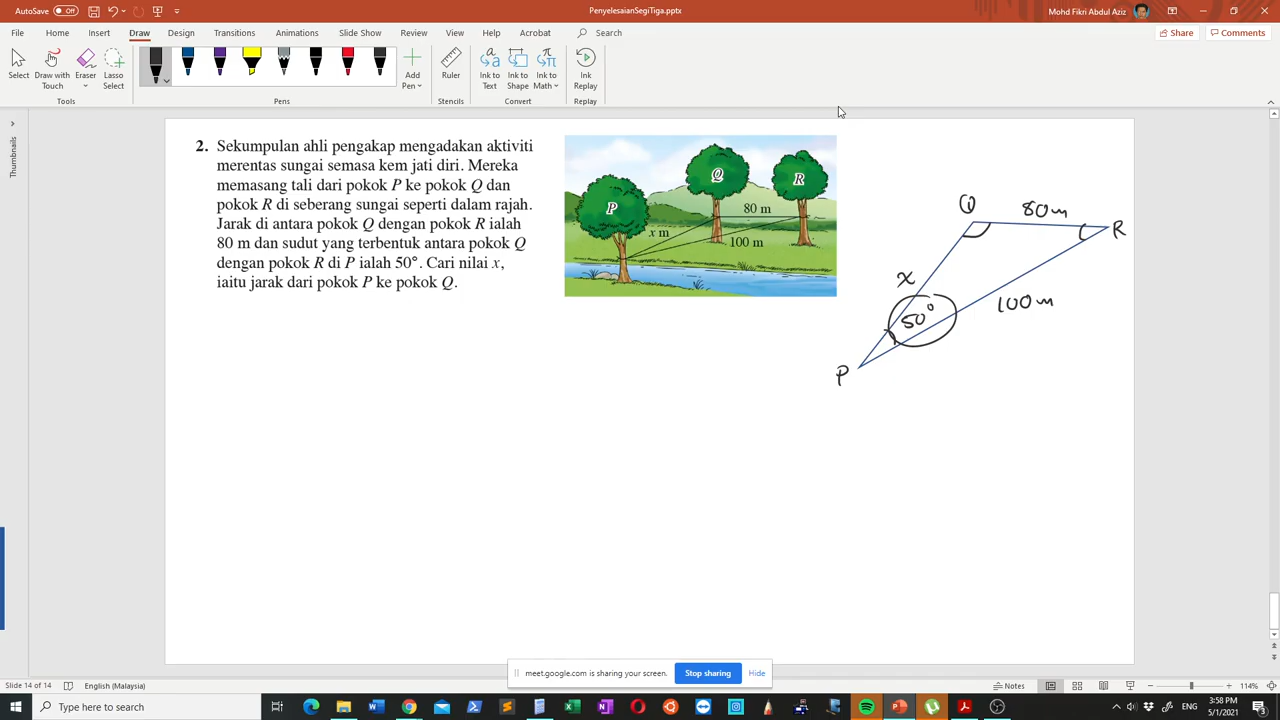 AutoSave Off
PenyelesaianSegiTiga.pptx
Mohd Fikri Abdul Aziz
File Home Insert Draw Design Transitions Animations Slide Show Review View Help Acrobat Search
Share Comments
Select
Draw with Touch
Eraser
Lasso Select
Add Pen
Ruler
Ink to Text
Ink to Shape
Ink to Math
Ink Replay
Tools Pens Stencils Convert Replay
Thumbnails
2. Sekumpulan ahli pengakap mengadakan aktiviti
merentas sungai semasa kem jati diri. Mereka
memasang tali dari pokok P ke pokok Q dan
pokok R di seberang sungai seperti dalam rajah.
Jarak di antara pokok Q dengan pokok R ialah
80 m dan sudut yang terbentuk antara pokok Q
dengan pokok R di P ialah 50°. Cari nilai x,
iaitu jarak dari pokok P ke pokok Q.
P
Q
R
80 m
x m
100 m
Q
80m
R
x
50°
100m
P
meet.google.com is sharing your screen. Stop sharing Hide
Slide 14 of 14 English (Malaysia) Notes 114%
Type here to search
ENG
3:58 PM
5/1/2021